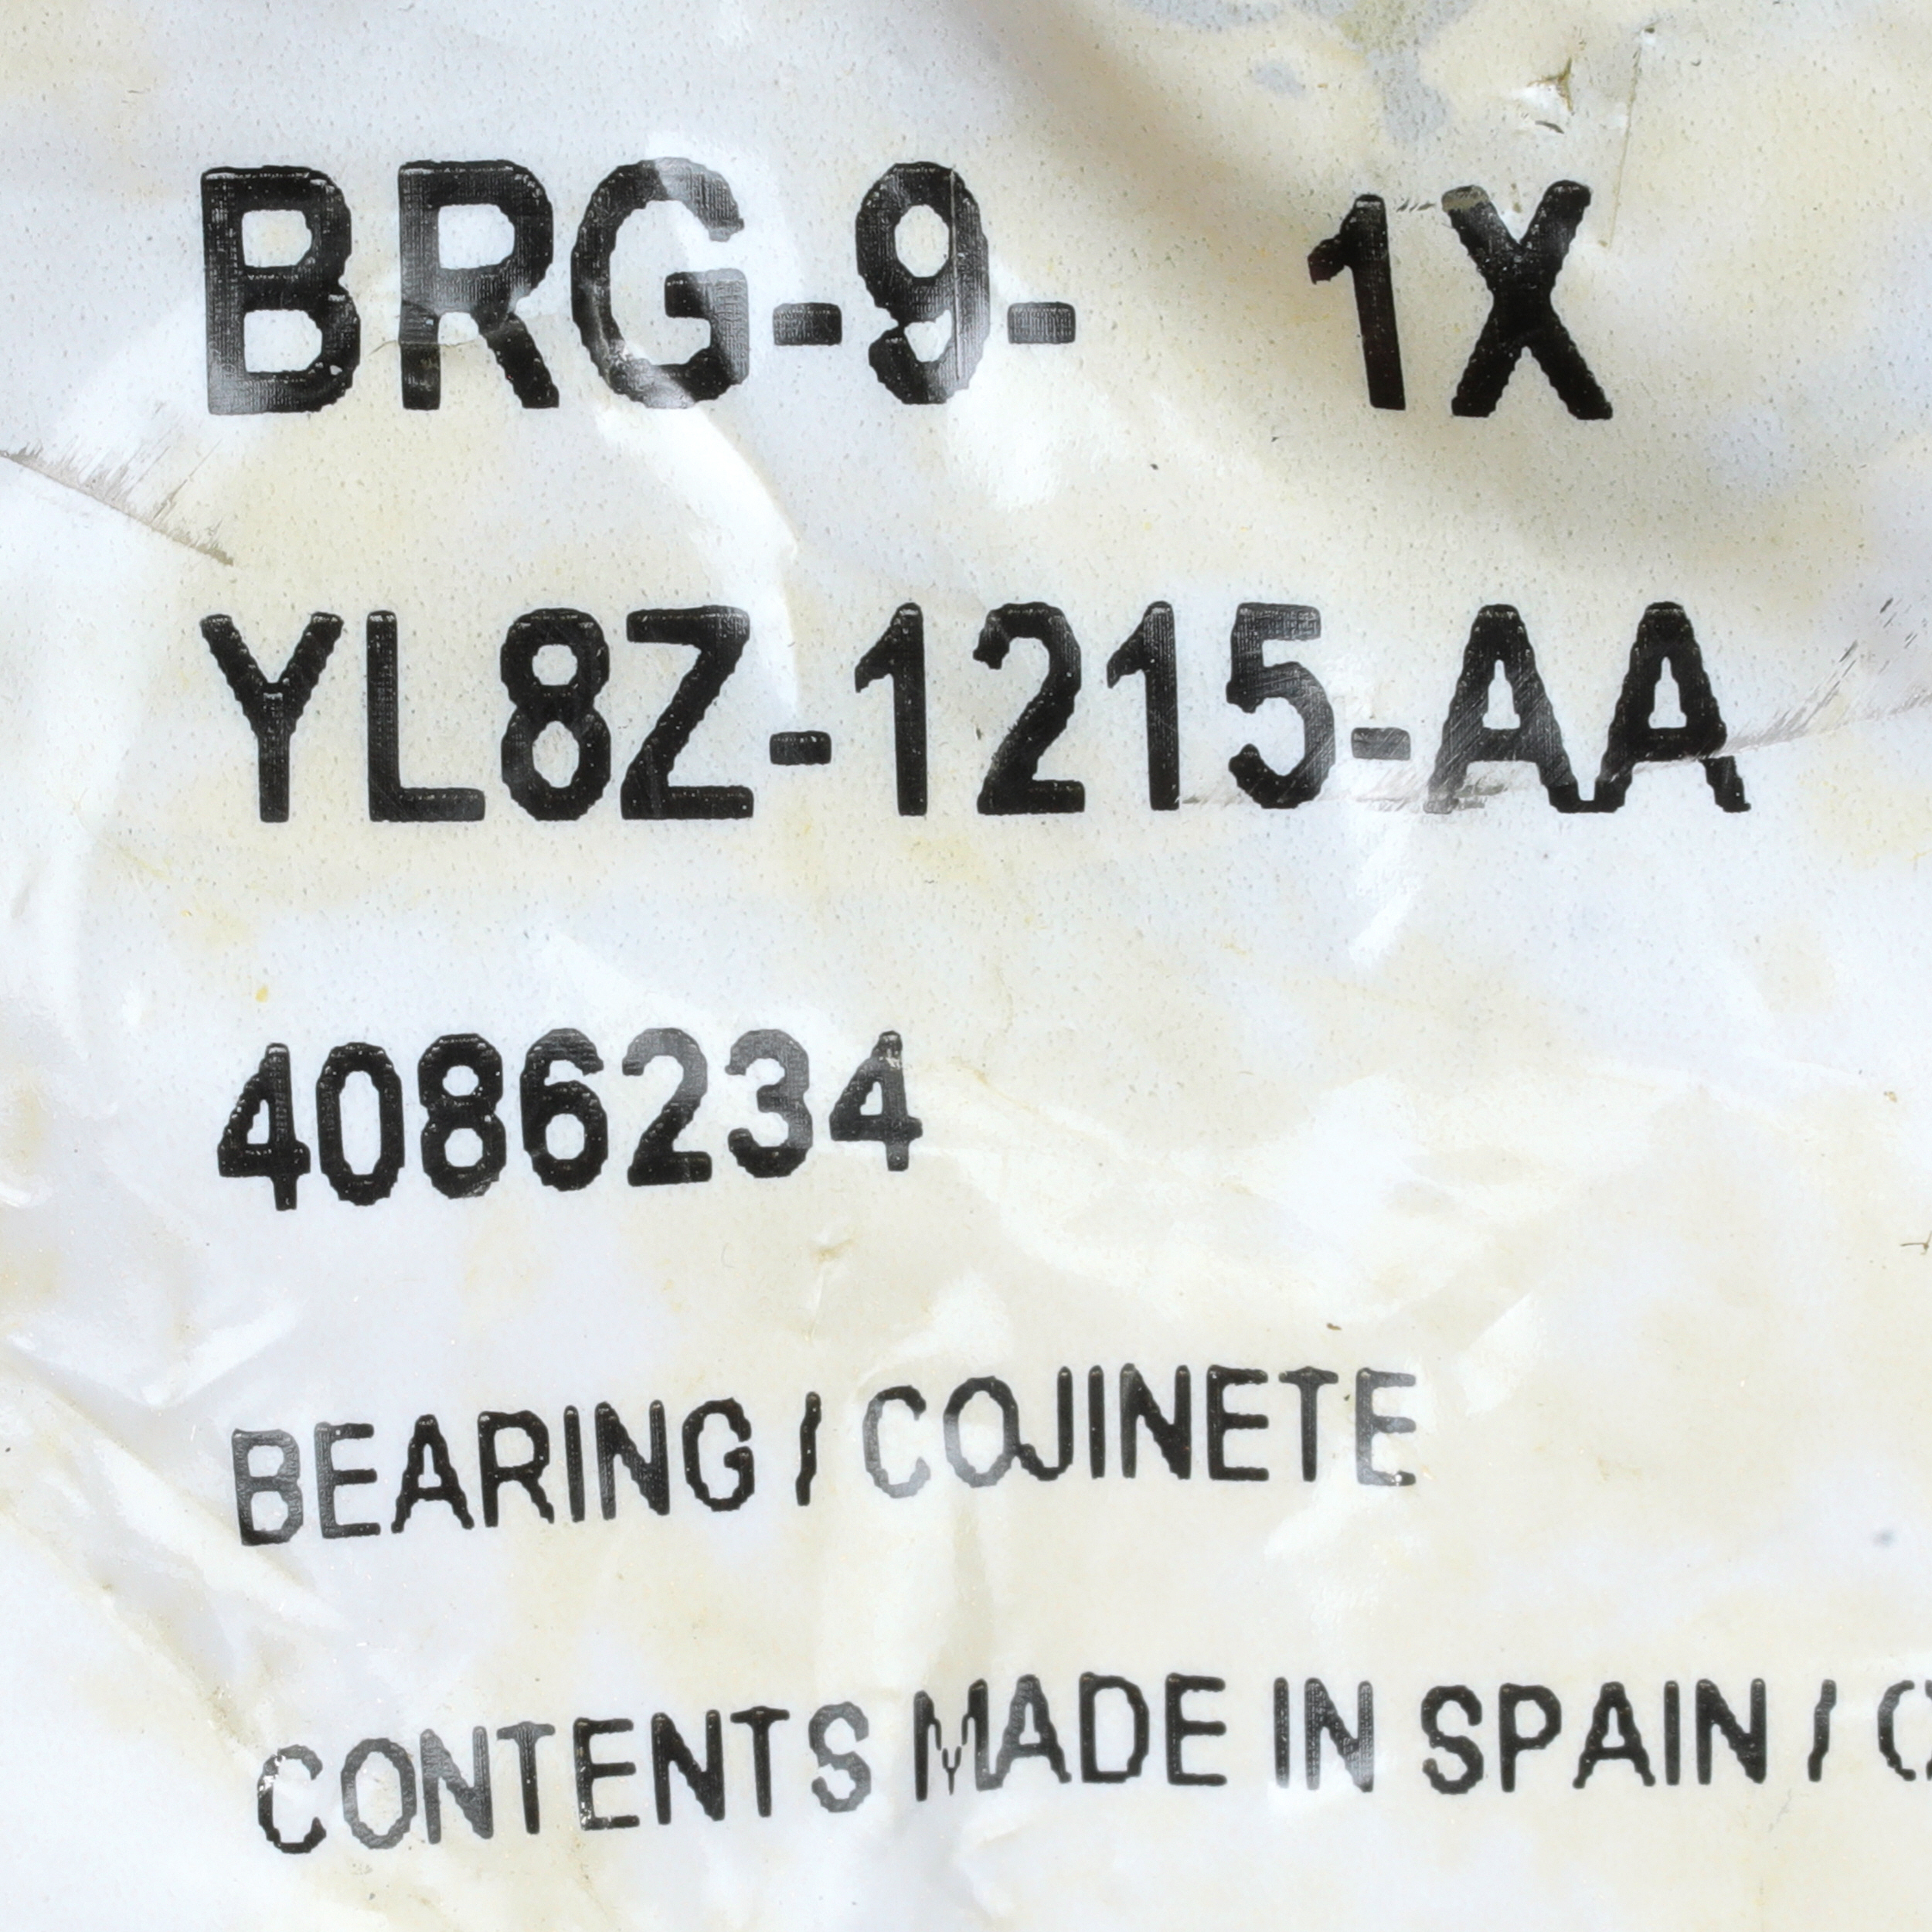 BRG-9- 1X
YL8Z-1215-AA
4086234
BEARING / COJINETE
CONTENTS MADE IN SPAIN /